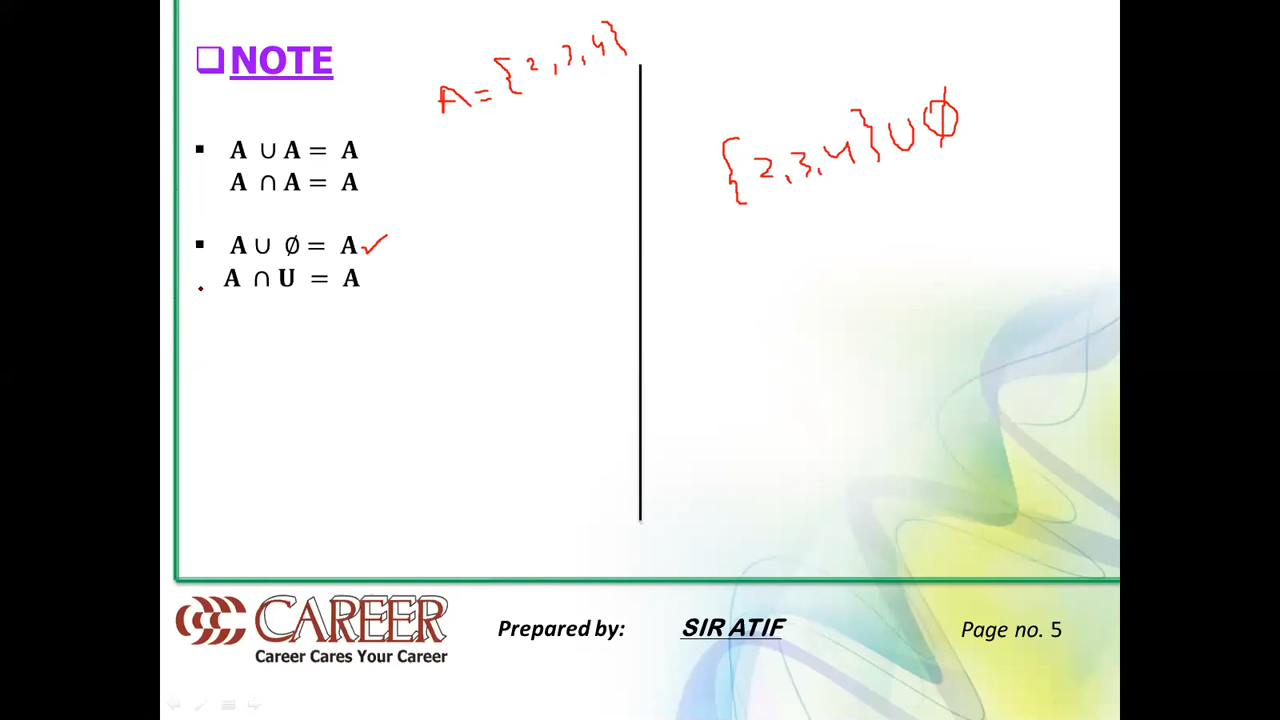 NOTE
A = {2, 3, 4}
A ∪ A = A
A ∩ A = A
A ∪ ∅ = A ✓
A ∩ U = A
{2, 3, 4} ∪ ∅
CAREER
Career Cares Your Career
Prepared by: SIR ATIF
Page no. 5